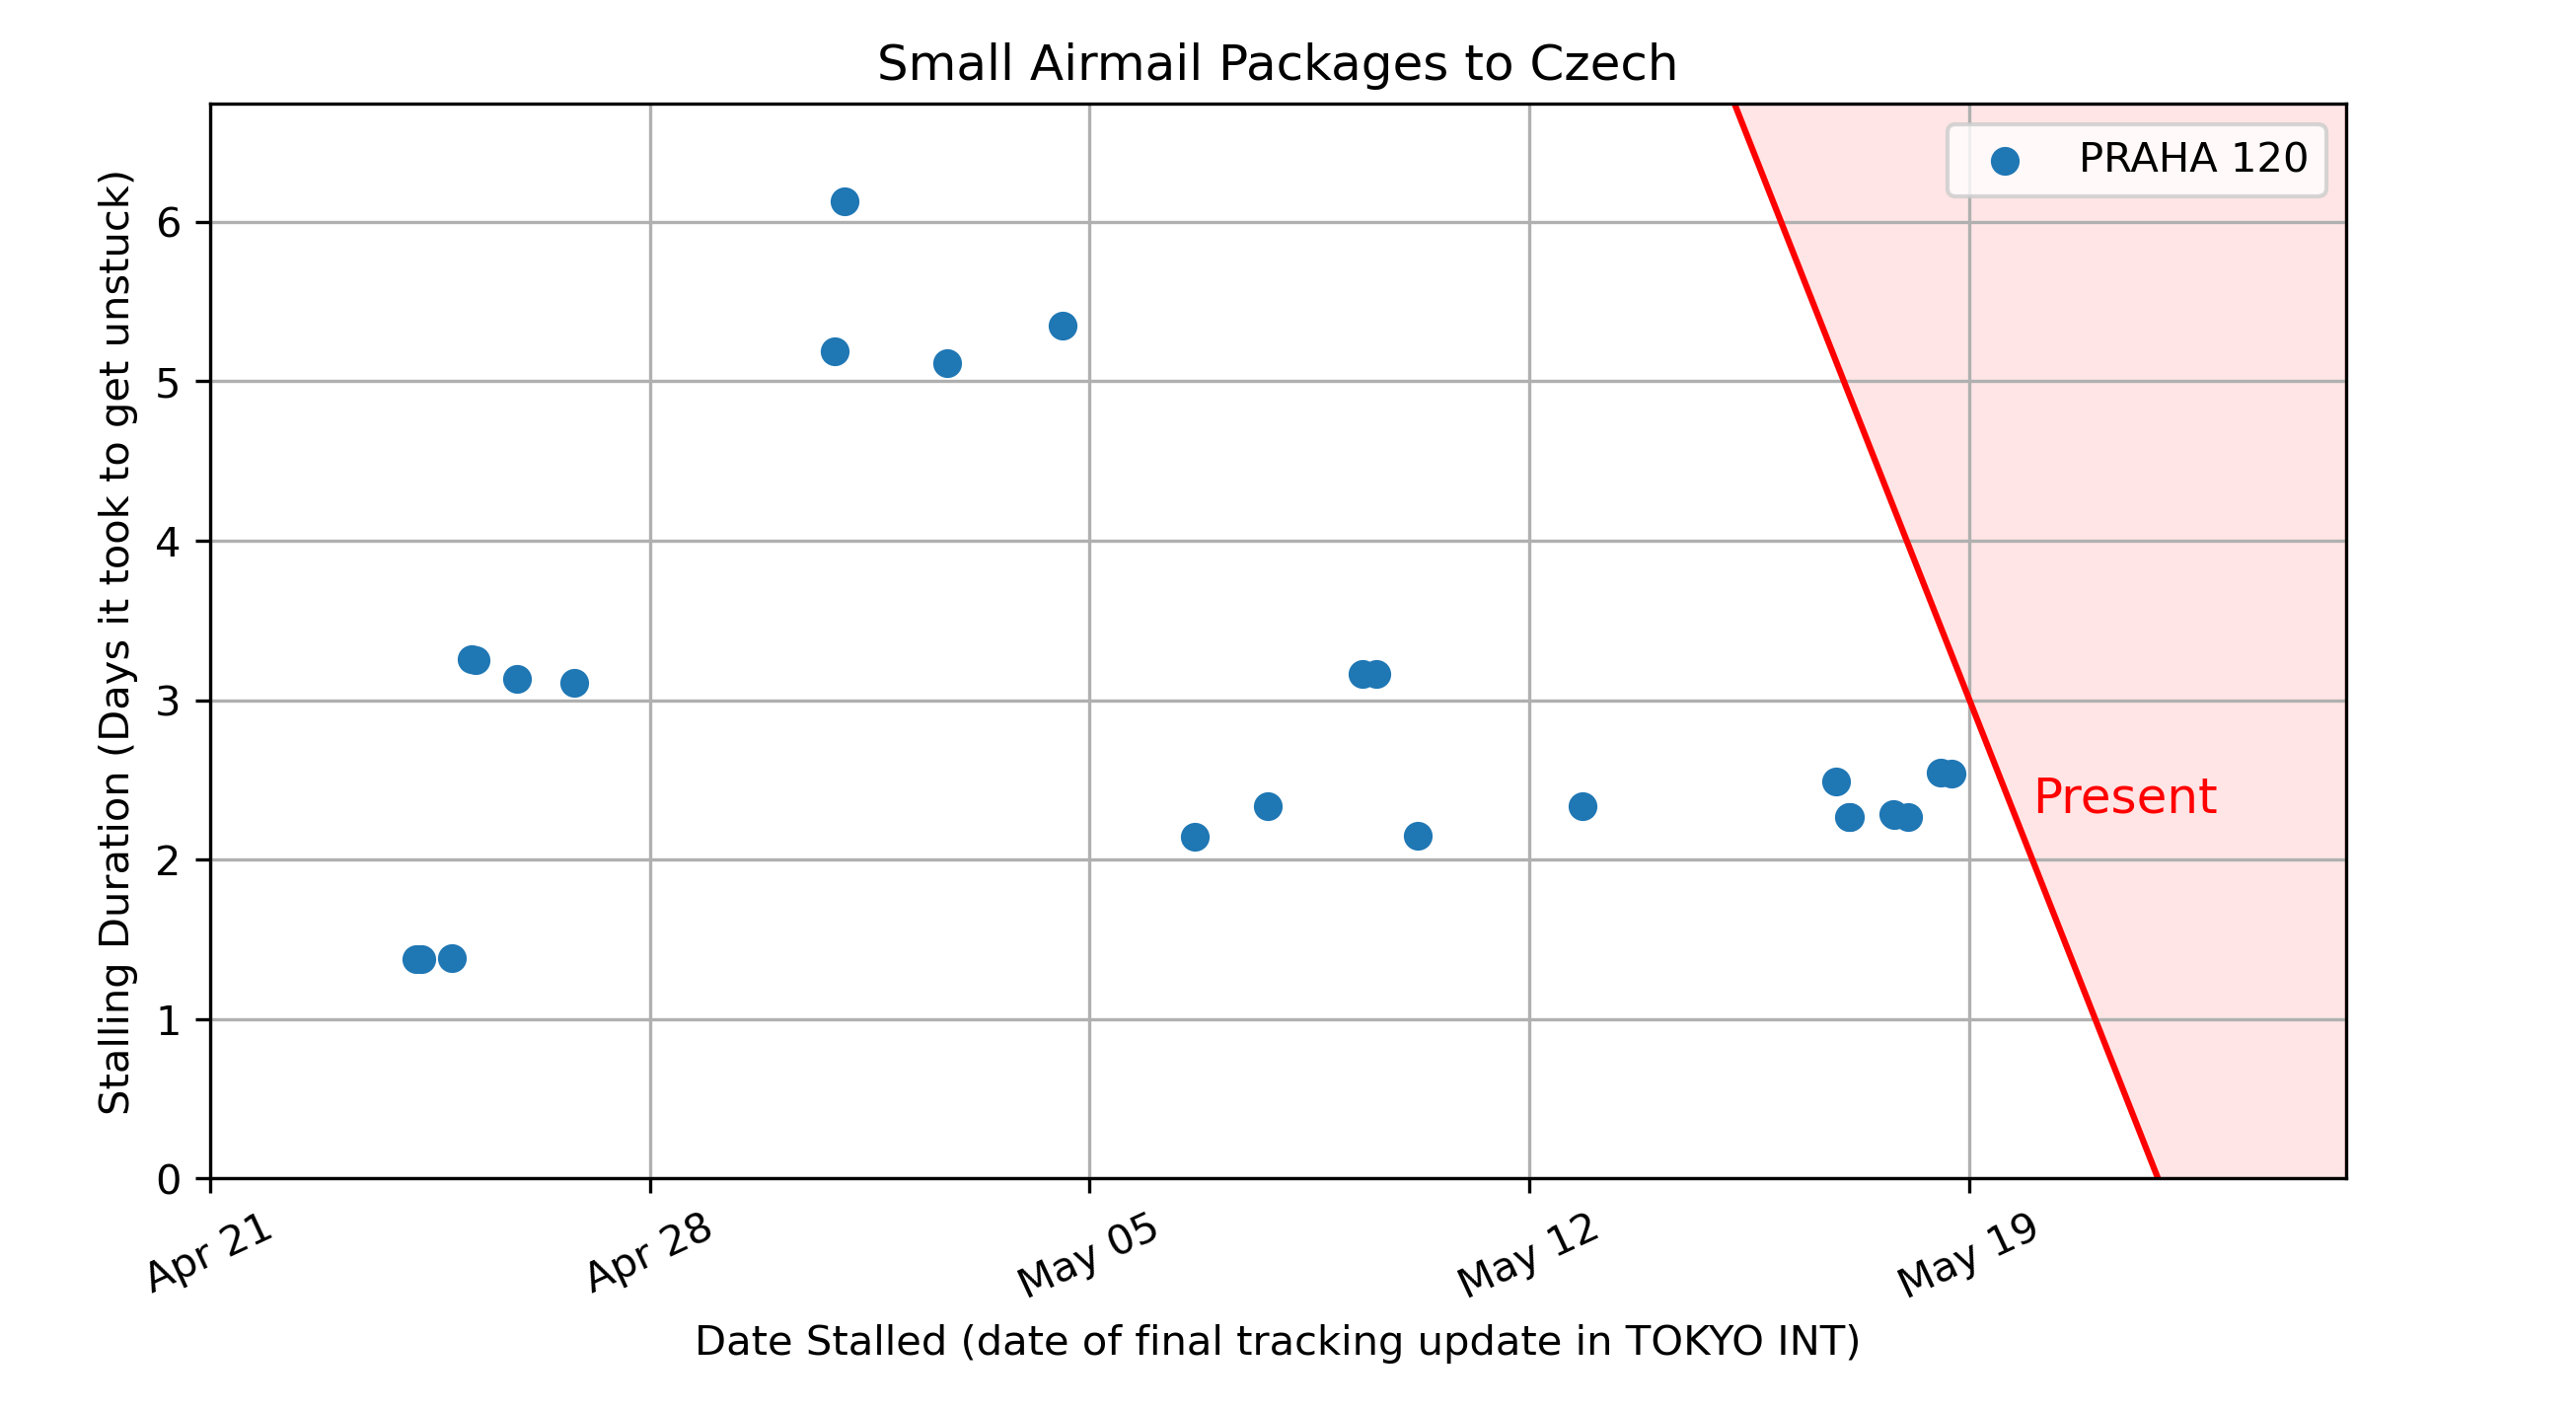 Small Airmail Packages to Czech
PRAHA 120
Stalling Duration (Days it took to get unstuck)
6
5
4
3
2
1
0
Present
Apr 21
Apr 28
May 05
May 12
May 19
Date Stalled (date of final tracking update in TOKYO INT)